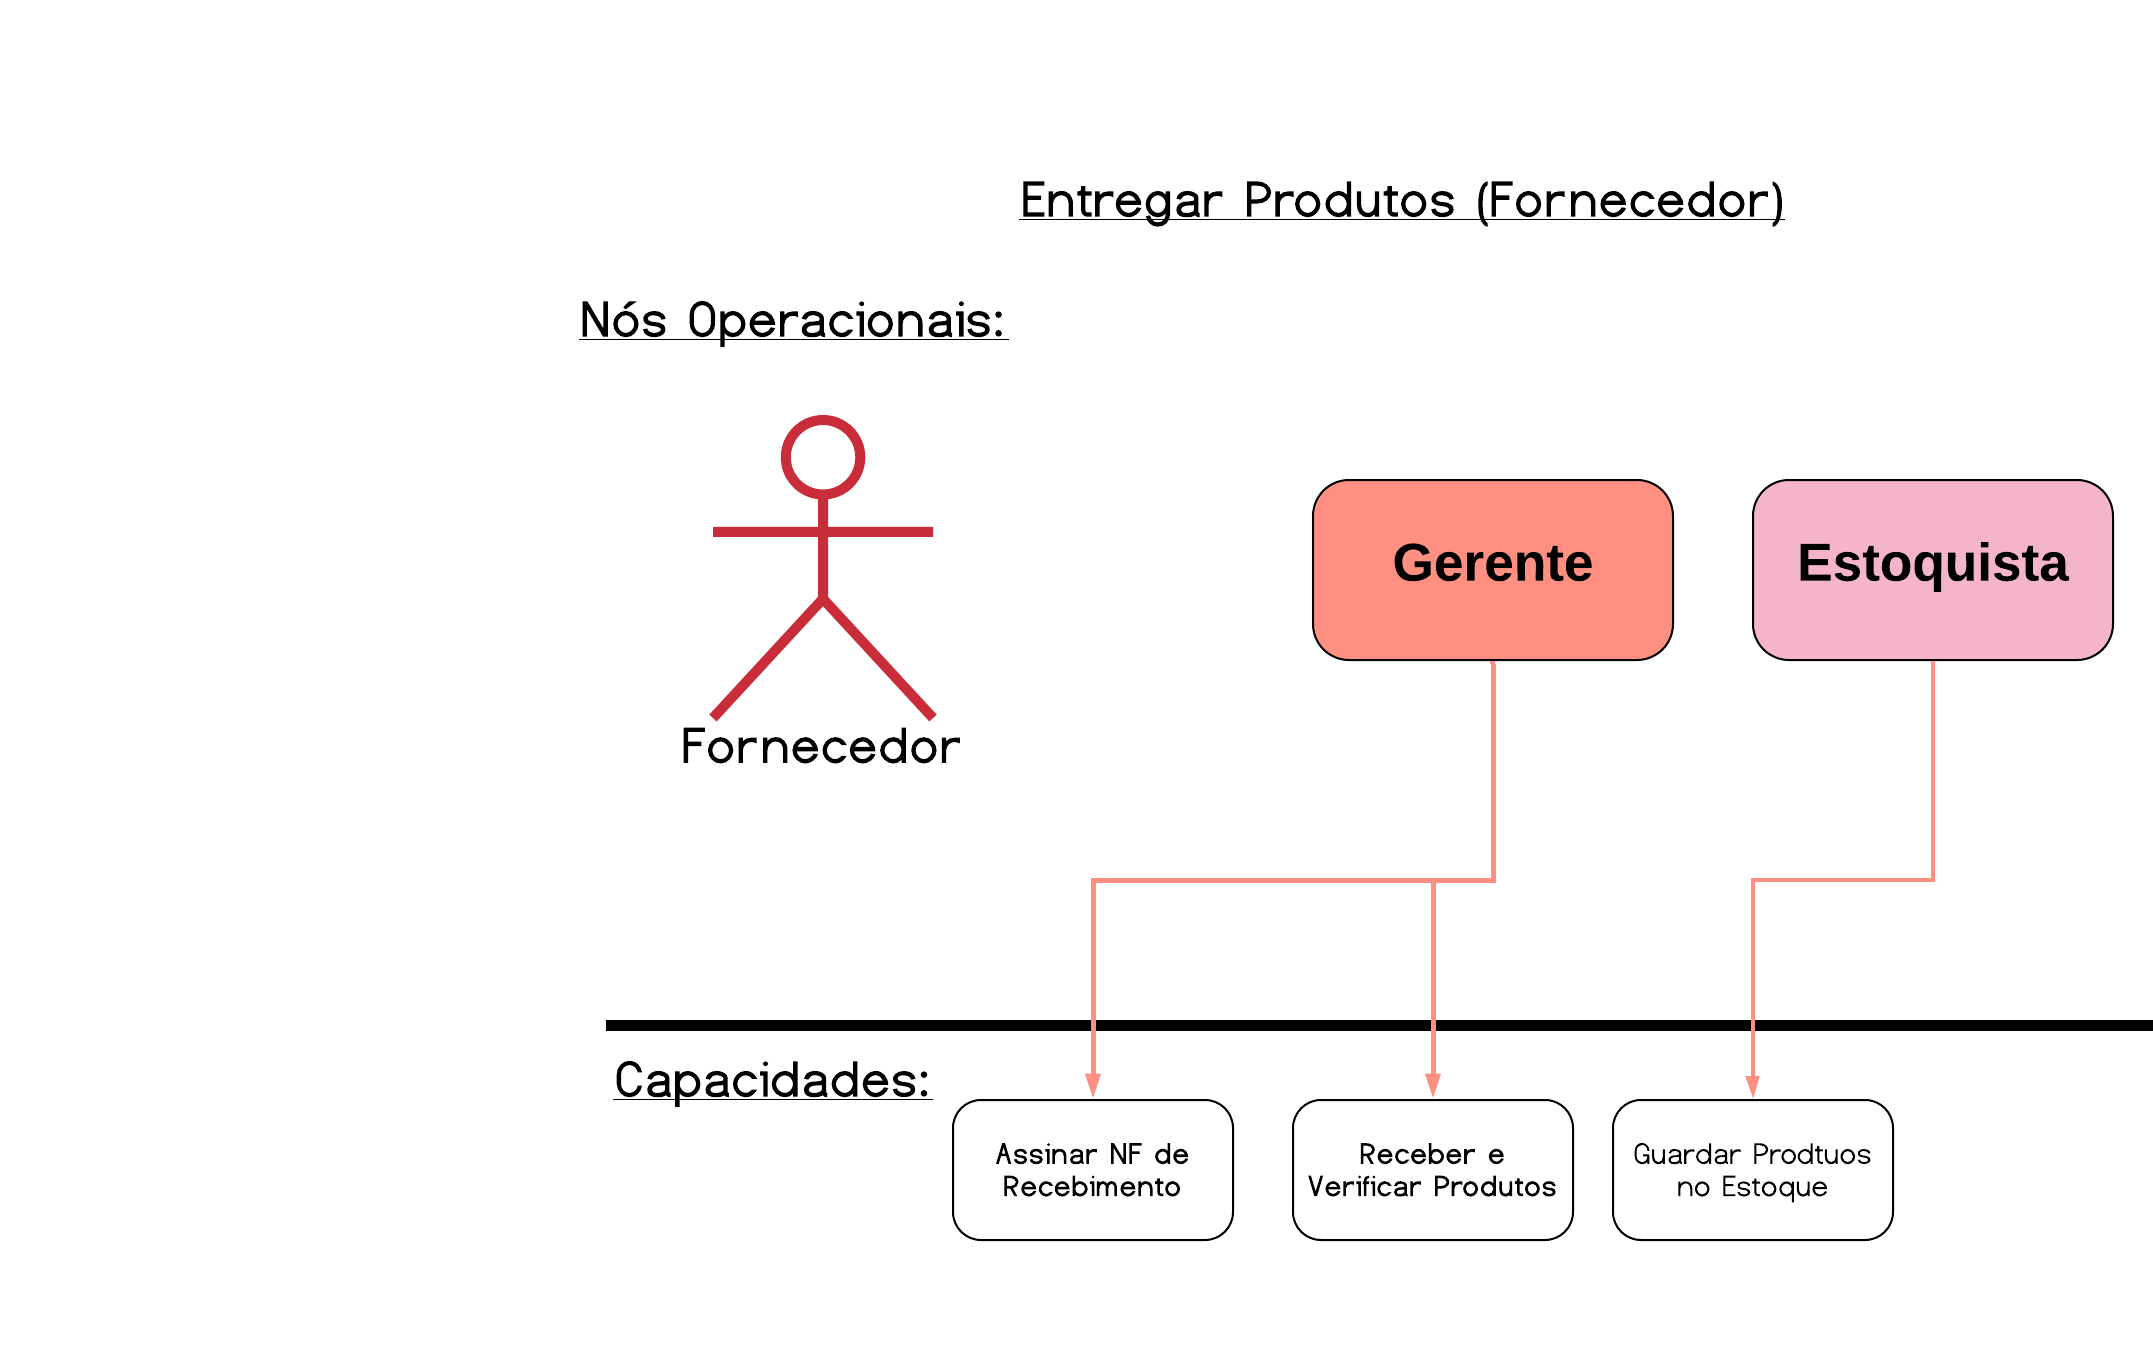 Entregar Produtos (Fornecedor)
Nós Operacionais:
Gerente
Estoquista
Fornecedor
Capacidades:
Assinar NF de
Recebimento
Receber e
Verificar Produtos
Guardar Prodtuos
no Estoque